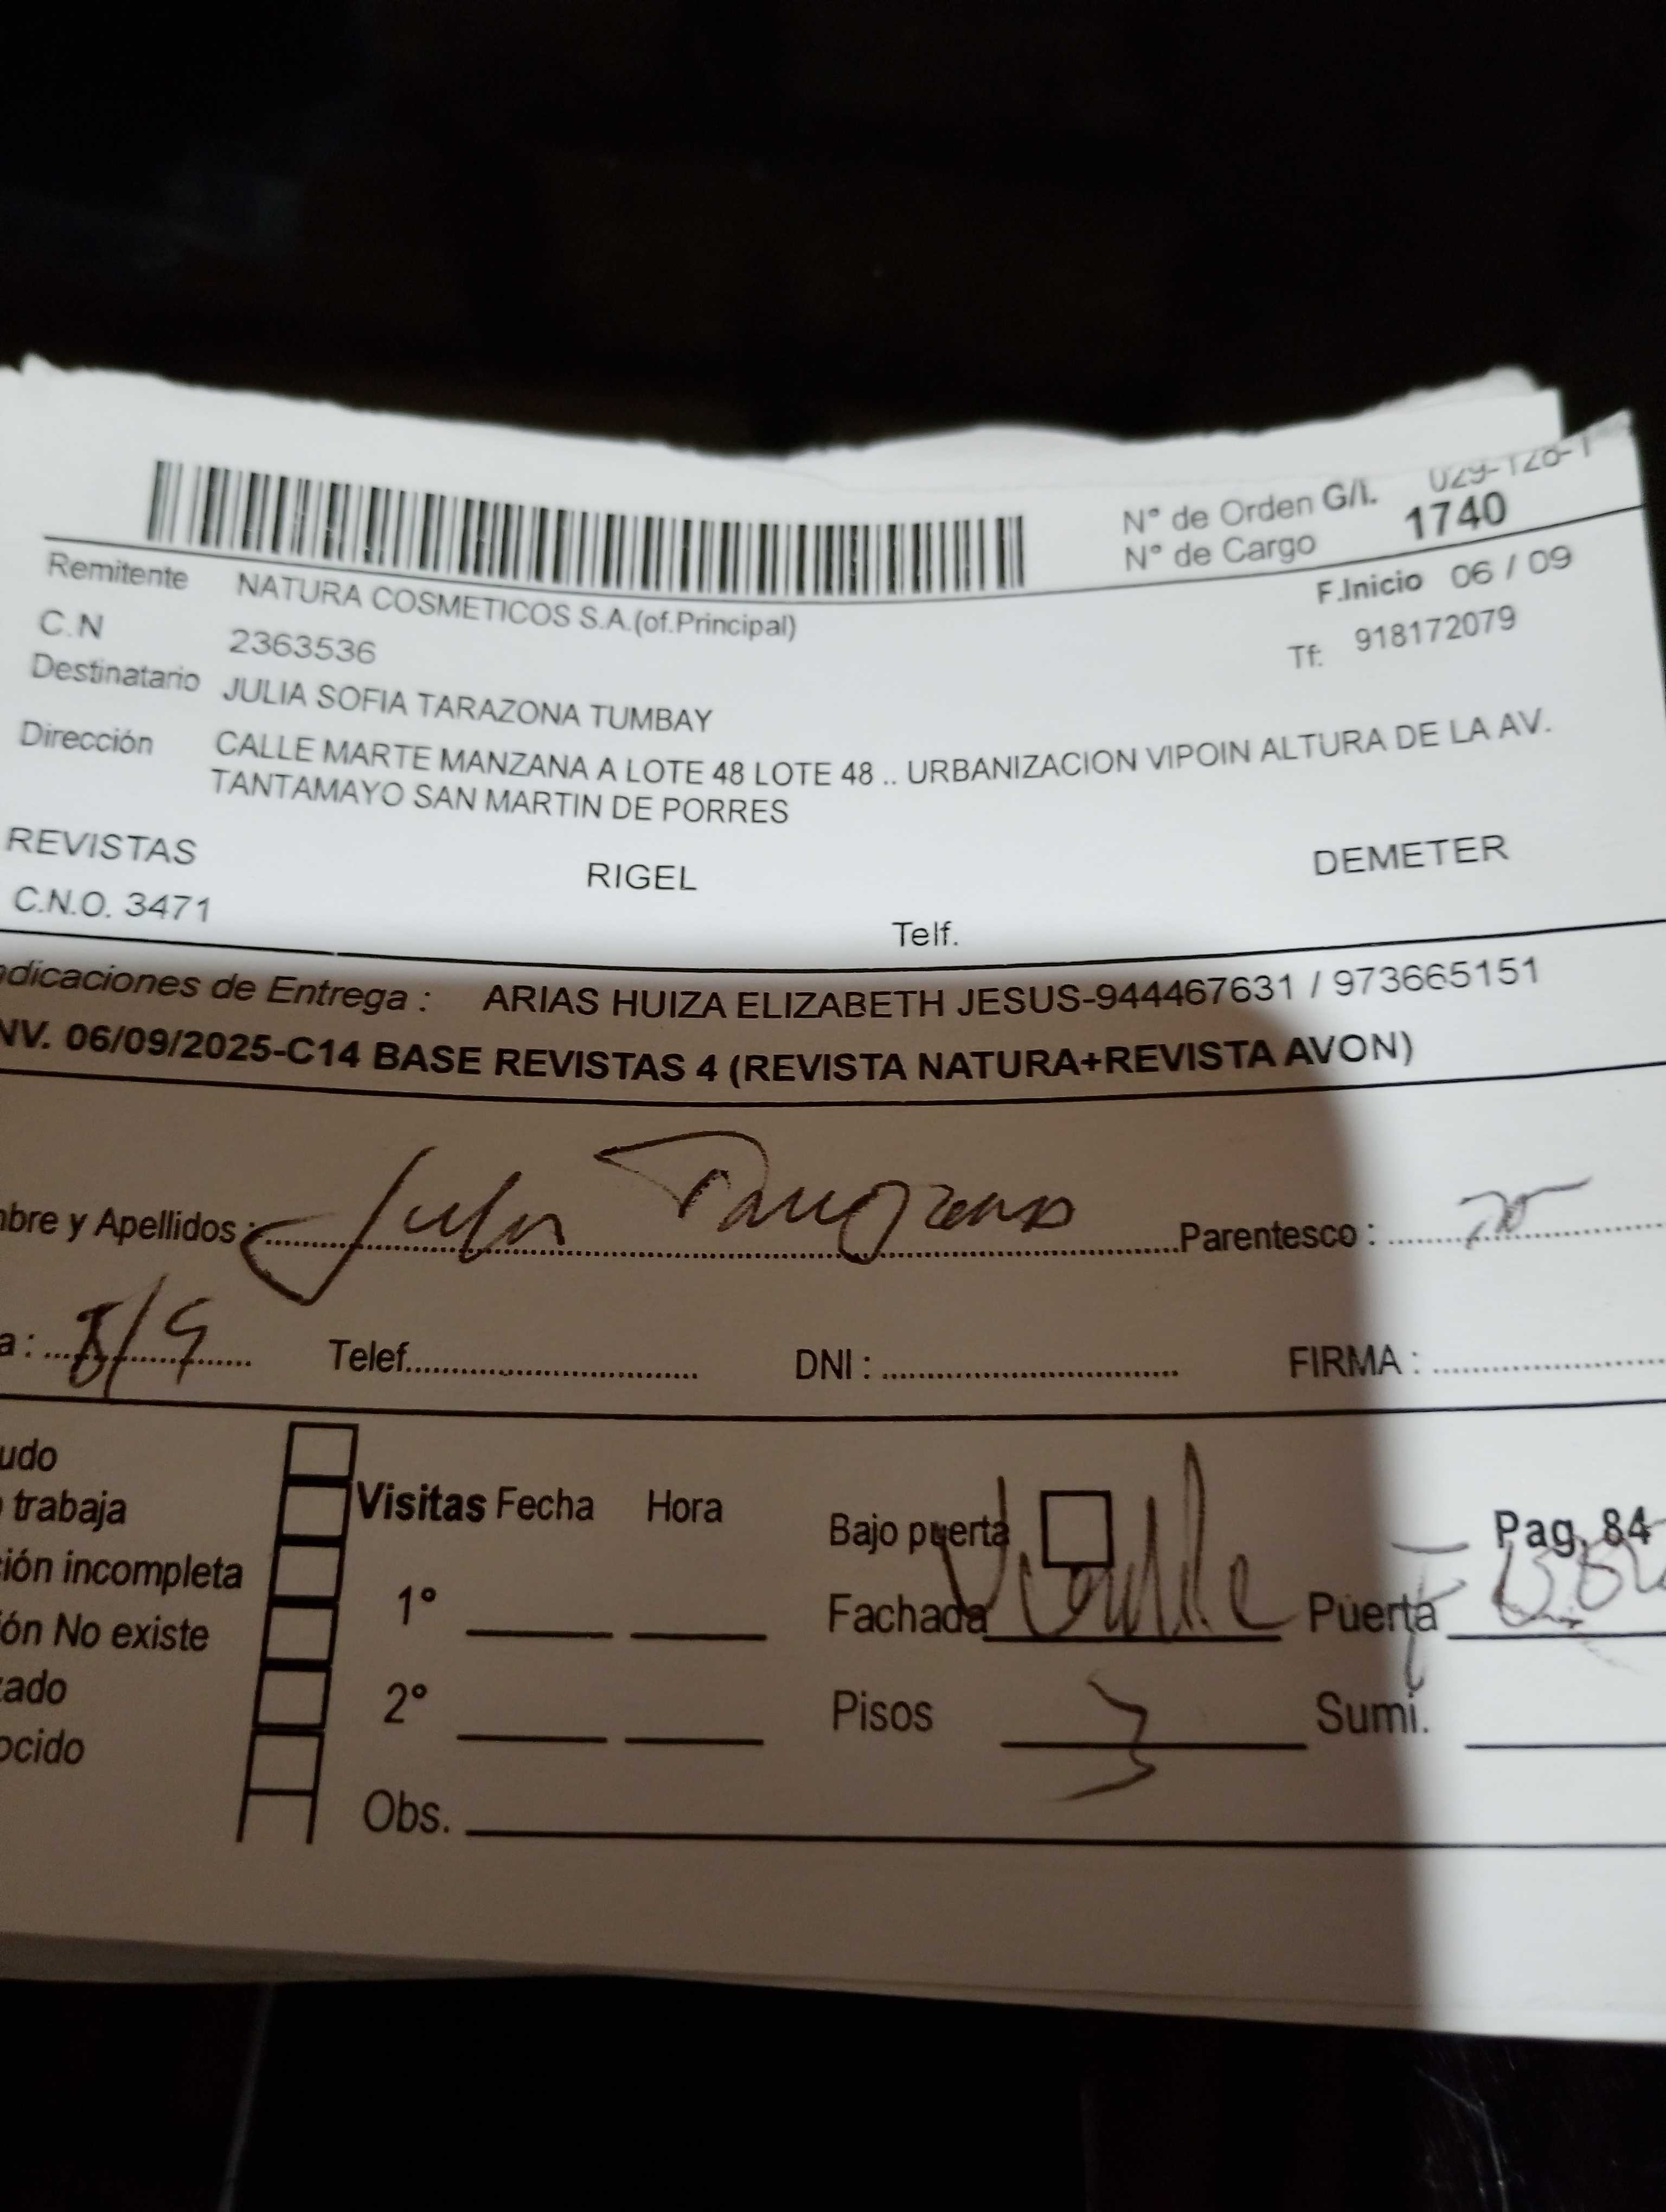 N° de Orden G/I. 029-128-1
N° de Cargo 1740
Remitente NATURA COSMETICOS S.A.(of.Principal) F.Inicio 06 / 09
C.N 2363536 Tf: 918172079
Destinatario JULIA SOFIA TARAZONA TUMBAY
Dirección CALLE MARTE MANZANA A LOTE 48 LOTE 48 .. URBANIZACION VIPOIN ALTURA DE LA AV.
TANTAMAYO SAN MARTIN DE PORRES
REVISTAS RIGEL DEMETER
C.N.O. 3471 Telf.
dicaciones de Entrega : ARIAS HUIZA ELIZABETH JESUS-944467631 / 973665151
NV. 06/09/2025-C14 BASE REVISTAS 4 (REVISTA NATURA+REVISTA AVON)
bre y Apellidos : Julia Parentesco :
a : 8/9 Telef. DNI : FIRMA :
udo
trabaja Visitas Fecha Hora Bajo puerta Pag. 84
ión incompleta 1° Fachada Puerta
ón No existe
ado 2° Pisos 3 Sumi.
ocido
Obs.